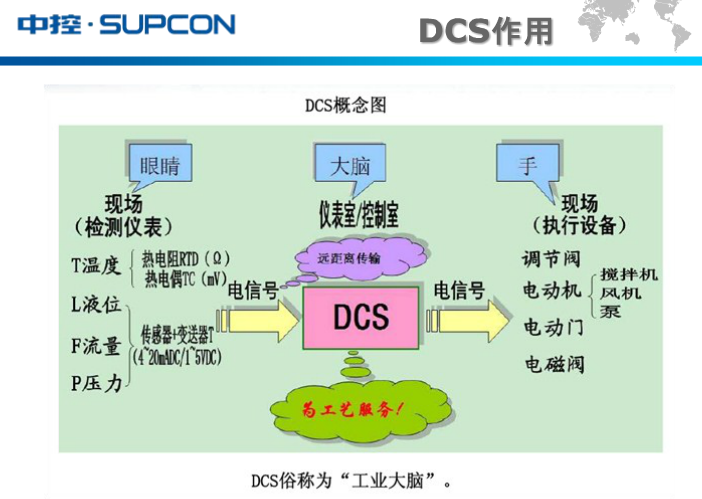 中控·SUPCON
DCS作用
DCS概念图
眼睛
大脑
手
现场
（检测仪表）
仪表室/控制室
现场
（执行设备）
远距离传输
T温度
热电阻RTD（Ω）
热电偶TC（mV）
L液位
F流量
P压力
传感器+变送器T
(4~20mADC/1~5VDC)
电信号
DCS
电信号
调节阀
电动机
搅拌机
风机
泵
电动门
电磁阀
为工艺服务！
DCS俗称为“工业大脑”。